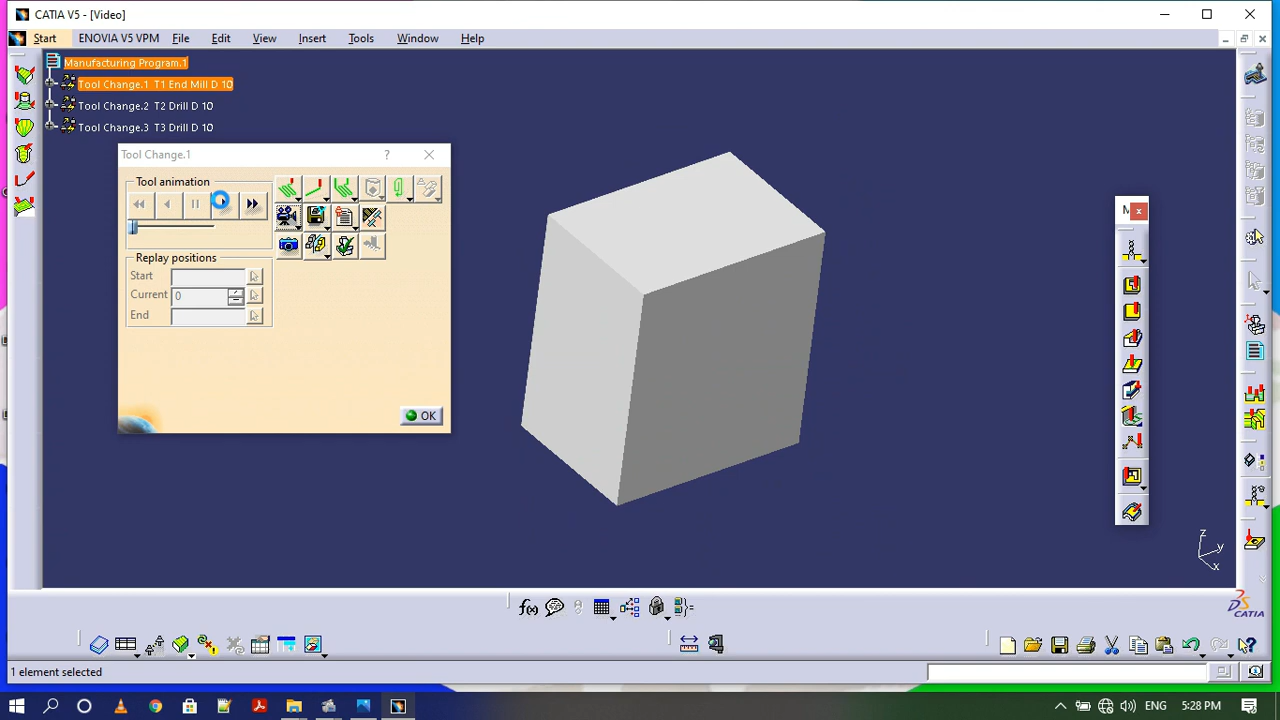 CATIA V5 - [Video]
Start
ENOVIA V5 VPM
File
Edit
View
Insert
Tools
Window
Help
Manufacturing Program.1
Tool Change.1 T1 End Mill D 10
Tool Change.2 T2 Drill D 10
Tool Change.3 T3 Drill D 10
Tool Change.1
?
Tool animation
Replay positions
Start
Current
0
End
OK
M
z
y
x
f(x)
CATIA
1 element selected
ENG
5:28 PM